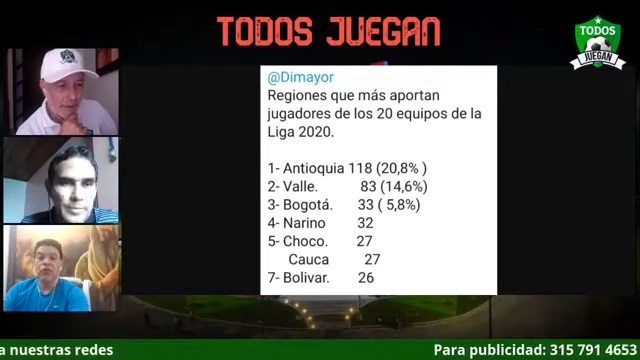 TODOS JUEGAN
TODOS
JUEGAN
@Dimayor
Regiones que más aportan
jugadores de los 20 equipos de la
Liga 2020.
1- Antioquia 118 (20,8% )
2- Valle. 83 (14,6%)
3- Bogotá. 33 ( 5,8%)
4- Narino 32
5- Choco. 27
Cauca 27
7- Bolivar. 26
a nuestras redes
Para publicidad: 315 791 4653